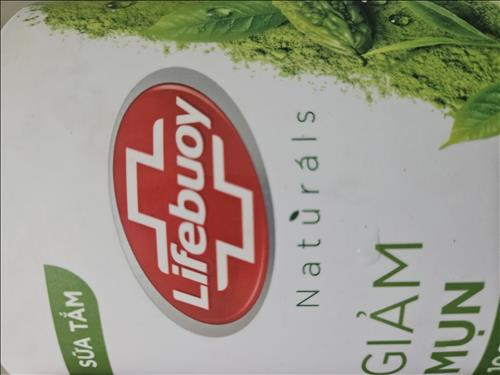 SỮA TẮM
Lifebuoy
Naturals
GIẢM
MỤN